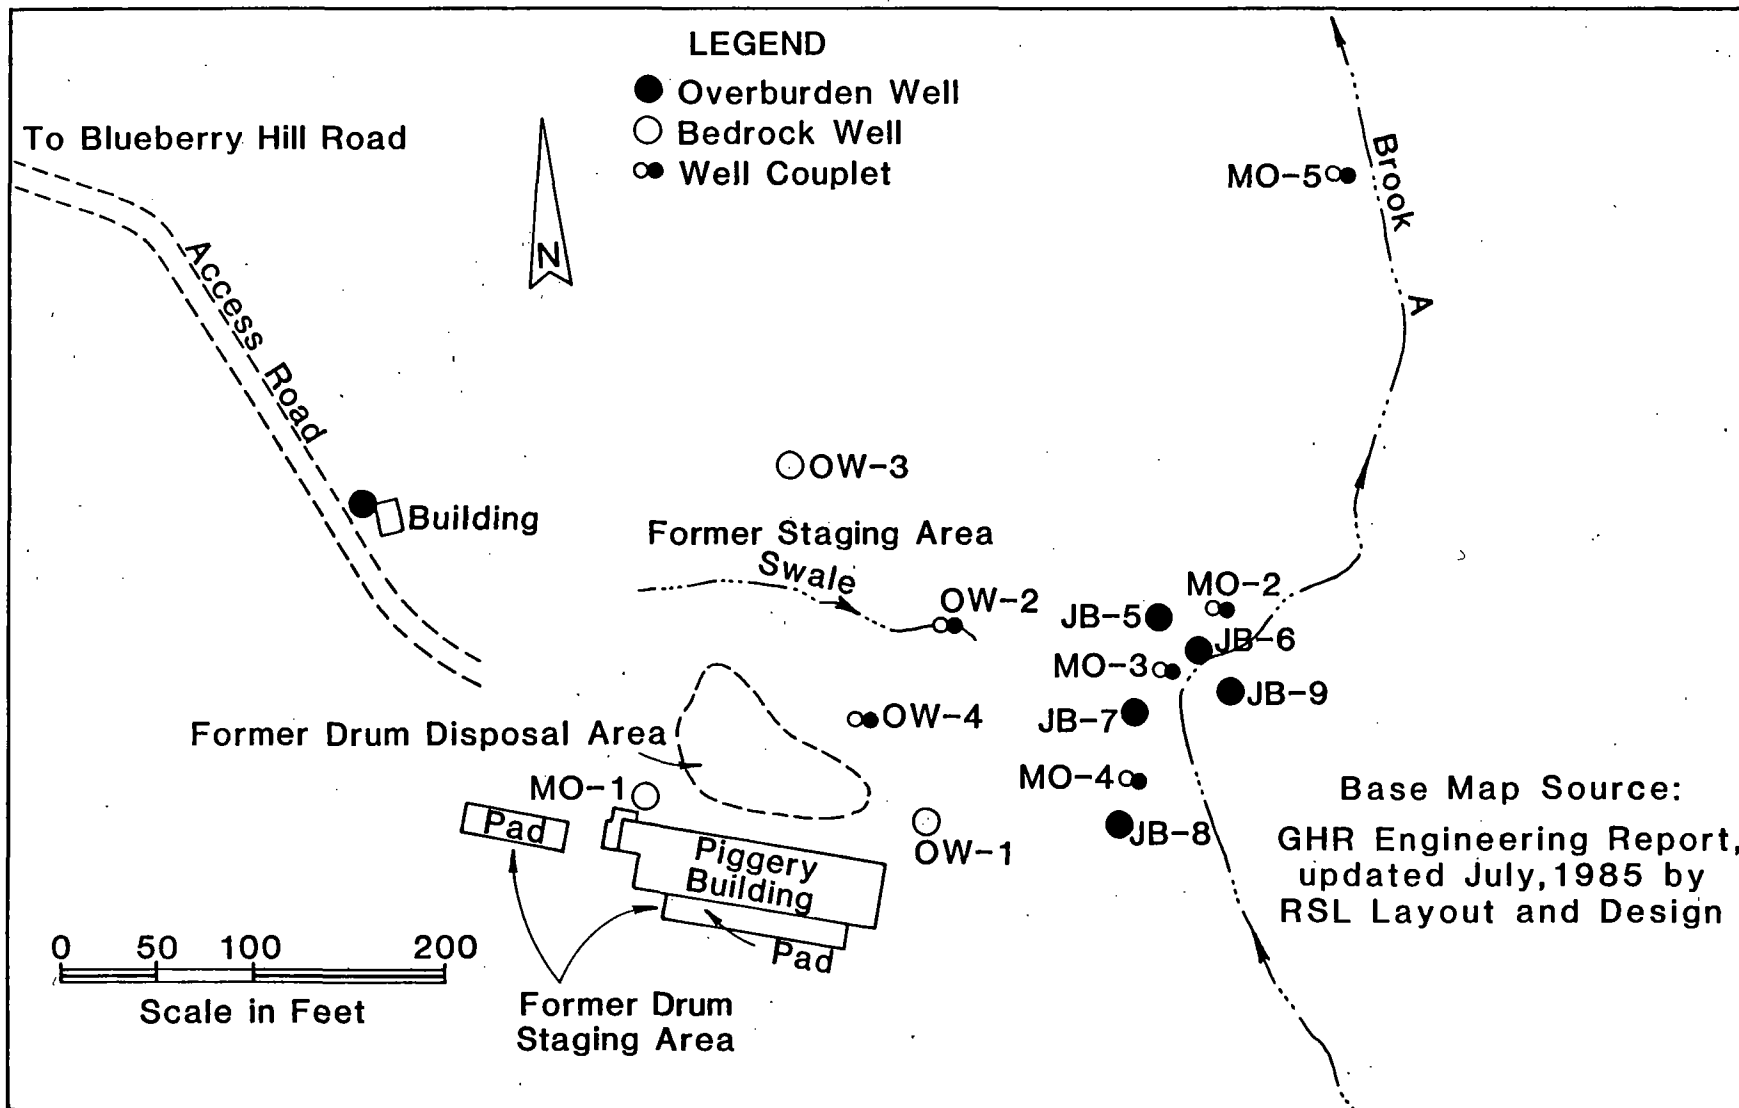 LEGEND
Overburden Well
Bedrock Well
Well Couplet
To Blueberry Hill Road
N
Access Road
Brook
A
MO-5
OW-3
Building
Former Staging Area
Swale
OW-2
MO-2
JB-5
JB-6
MO-3
JB-9
JB-7
OW-4
Former Drum Disposal Area
MO-4
MO-1
Pad
JB-8
OW-1
Piggery
Building
Pad
Base Map Source:
GHR Engineering Report,
updated July, 1985 by
RSL Layout and Design
0 50 100 200
Scale in Feet
Former Drum
Staging Area